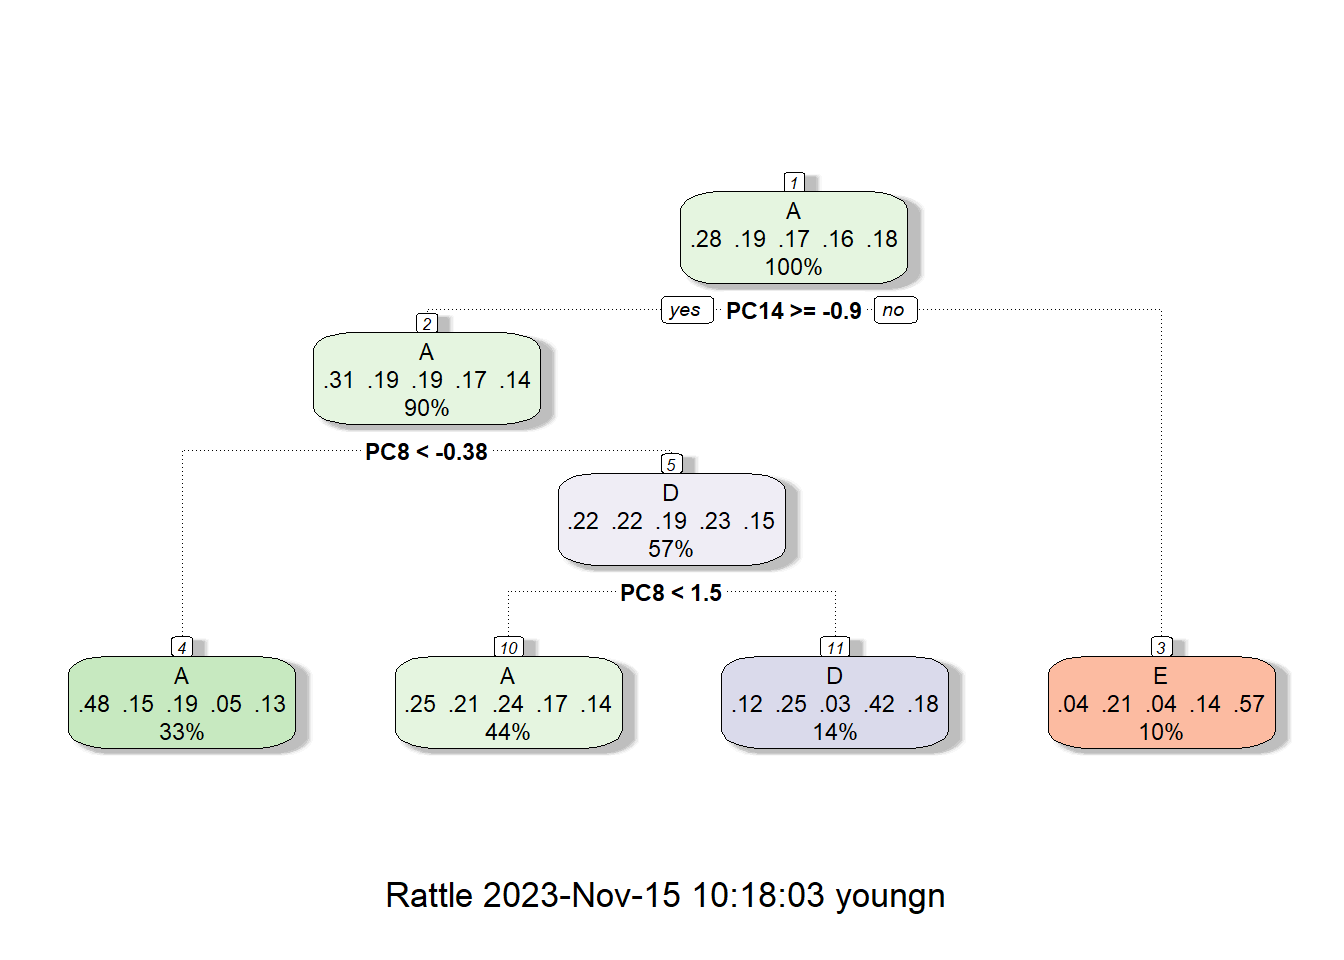 1
A
.28 .19 .17 .16 .18
100%
yes PC14 >= -0.9 no
2
A
.31 .19 .19 .17 .14
90%
PC8 < -0.38
5
D
.22 .22 .19 .23 .15
57%
PC8 < 1.5
4
A
.48 .15 .19 .05 .13
33%
10
A
.25 .21 .24 .17 .14
44%
11
D
.12 .25 .03 .42 .18
14%
3
E
.04 .21 .04 .14 .57
10%
Rattle 2023-Nov-15 10:18:03 youngn